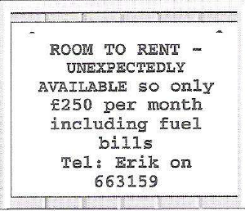 ROOM TO RENT –
UNEXPECTEDLY
AVAILABLE so only
£250 per month
including fuel
bills
Tel: Erik on
663159